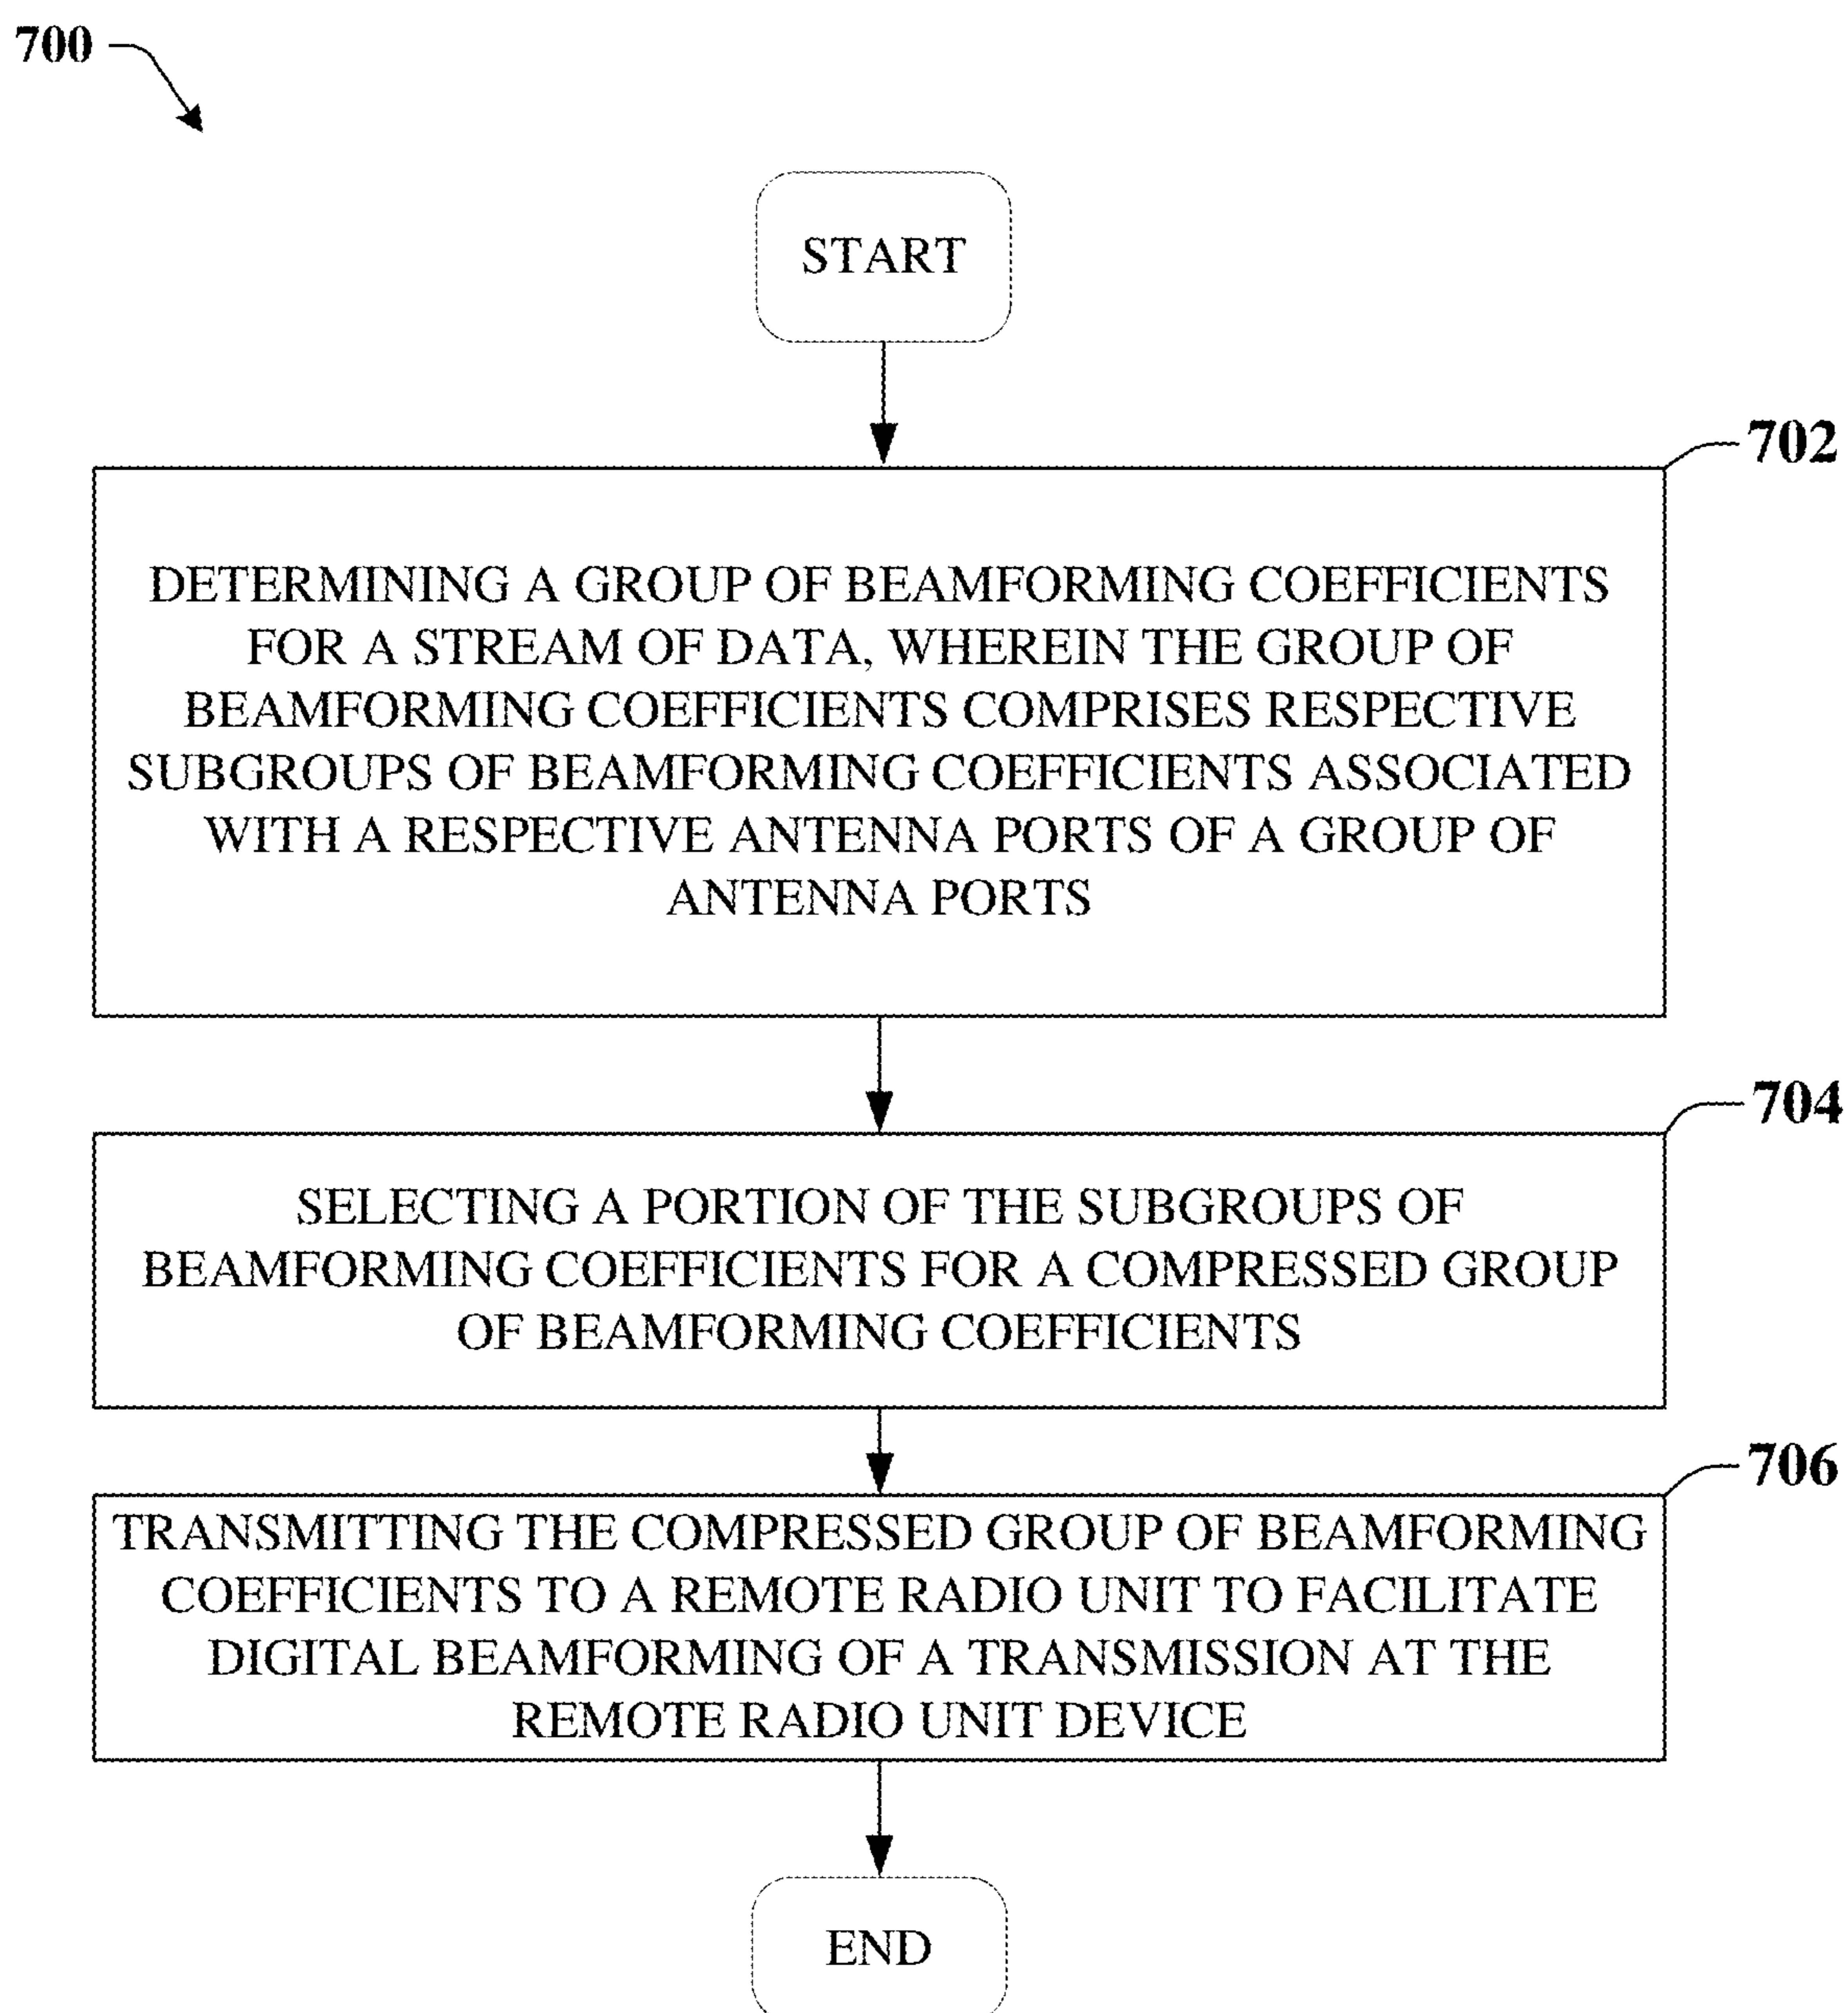 700
START
702
DETERMINING A GROUP OF BEAMFORMING COEFFICIENTS
FOR A STREAM OF DATA, WHEREIN THE GROUP OF
BEAMFORMING COEFFICIENTS COMPRISES RESPECTIVE
SUBGROUPS OF BEAMFORMING COEFFICIENTS ASSOCIATED
WITH A RESPECTIVE ANTENNA PORTS OF A GROUP OF
ANTENNA PORTS
704
SELECTING A PORTION OF THE SUBGROUPS OF
BEAMFORMING COEFFICIENTS FOR A COMPRESSED GROUP
OF BEAMFORMING COEFFICIENTS
706
TRANSMITTING THE COMPRESSED GROUP OF BEAMFORMING
COEFFICIENTS TO A REMOTE RADIO UNIT TO FACILITATE
DIGITAL BEAMFORMING OF A TRANSMISSION AT THE
REMOTE RADIO UNIT DEVICE
END